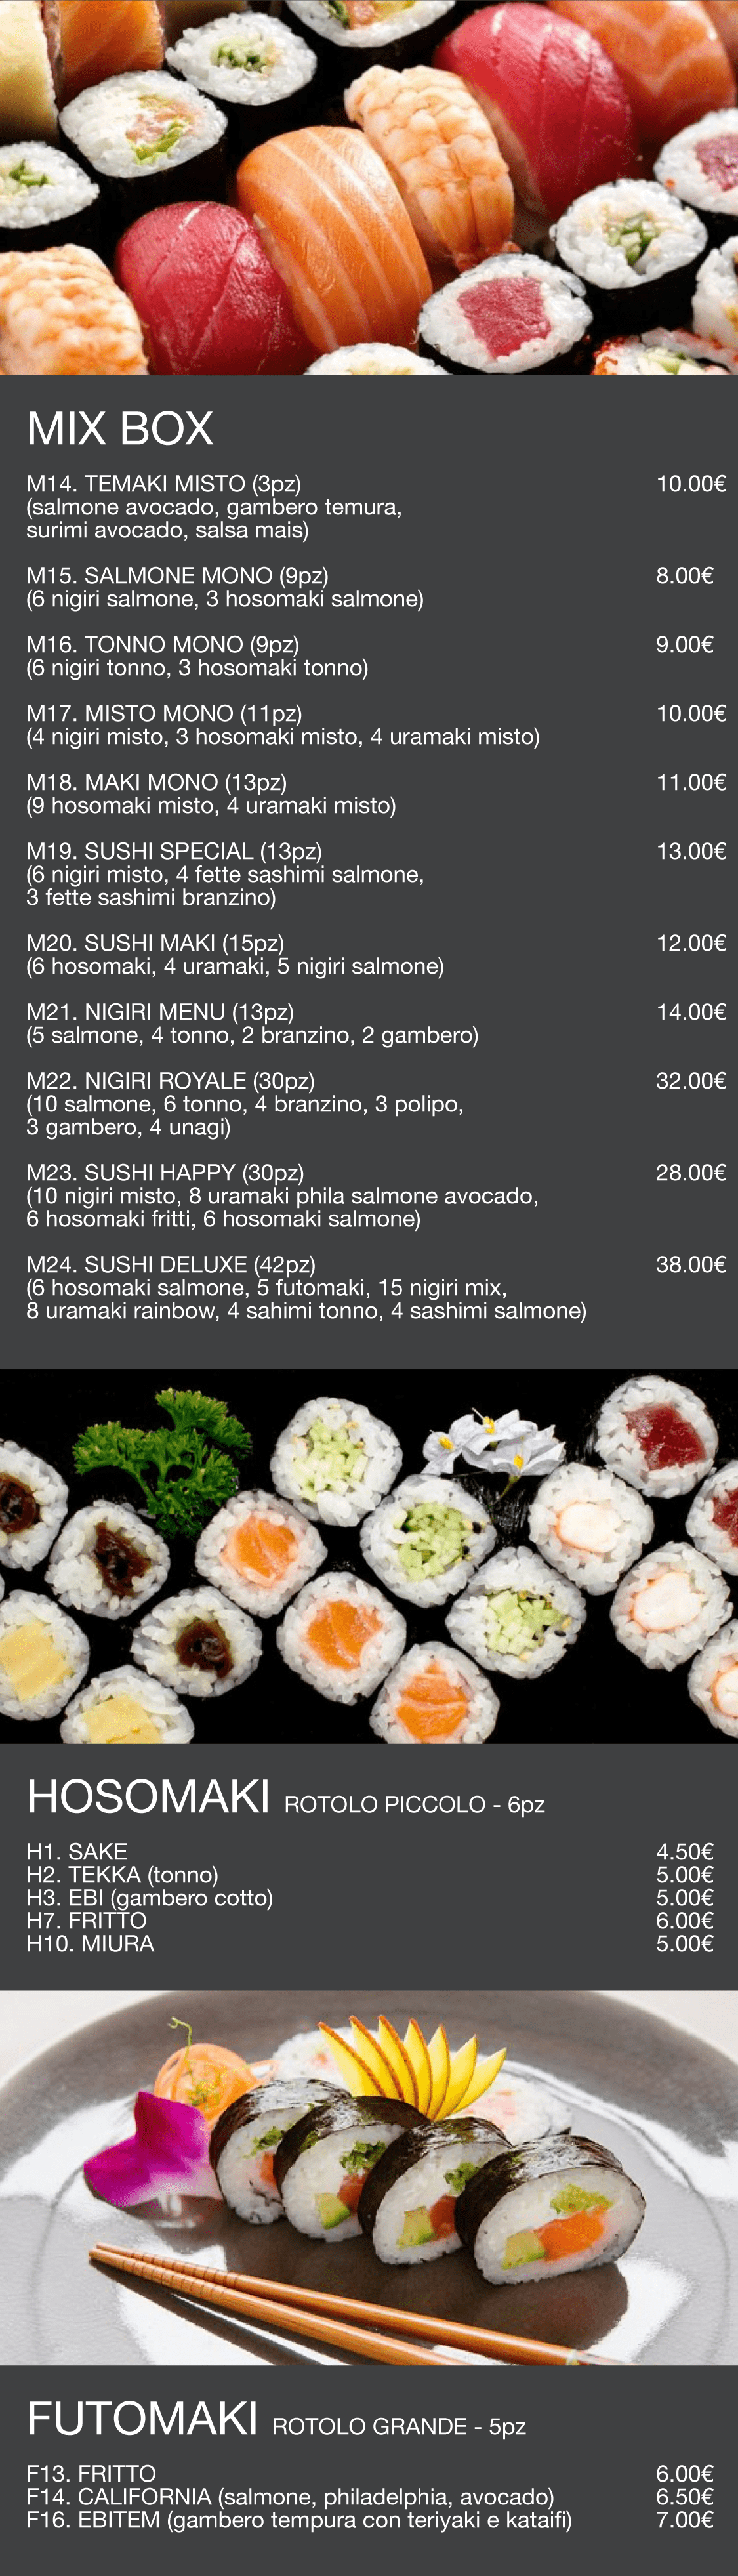 MIX BOX
M14. TEMAKI MISTO (3pz) 10.00€
(salmone avocado, gambero temura,
surimi avocado, salsa mais)
M15. SALMONE MONO (9pz) 8.00€
(6 nigiri salmone, 3 hosomaki salmone)
M16. TONNO MONO (9pz) 9.00€
(6 nigiri tonno, 3 hosomaki tonno)
M17. MISTO MONO (11pz) 10.00€
(4 nigiri misto, 3 hosomaki misto, 4 uramaki misto)
M18. MAKI MONO (13pz) 11.00€
(9 hosomaki misto, 4 uramaki misto)
M19. SUSHI SPECIAL (13pz) 13.00€
(6 nigiri misto, 4 fette sashimi salmone,
3 fette sashimi branzino)
M20. SUSHI MAKI (15pz) 12.00€
(6 hosomaki, 4 uramaki, 5 nigiri salmone)
M21. NIGIRI MENU (13pz) 14.00€
(5 salmone, 4 tonno, 2 branzino, 2 gambero)
M22. NIGIRI ROYALE (30pz) 32.00€
(10 salmone, 6 tonno, 4 branzino, 3 polipo,
3 gambero, 4 unagi)
M23. SUSHI HAPPY (30pz) 28.00€
(10 nigiri misto, 8 uramaki phila salmone avocado,
6 hosomaki fritti, 6 hosomaki salmone)
M24. SUSHI DELUXE (42pz) 38.00€
(6 hosomaki salmone, 5 futomaki, 15 nigiri mix,
8 uramaki rainbow, 4 sahimi tonno, 4 sashimi salmone)
HOSOMAKI ROTOLO PICCOLO - 6pz
H1. SAKE 4.50€
H2. TEKKA (tonno) 5.00€
H3. EBI (gambero cotto) 5.00€
H7. FRITTO 6.00€
H10. MIURA 5.00€
FUTOMAKI ROTOLO GRANDE - 5pz
F13. FRITTO 6.00€
F14. CALIFORNIA (salmone, philadelphia, avocado) 6.50€
F16. EBITEM (gambero tempura con teriyaki e kataifi) 7.00€